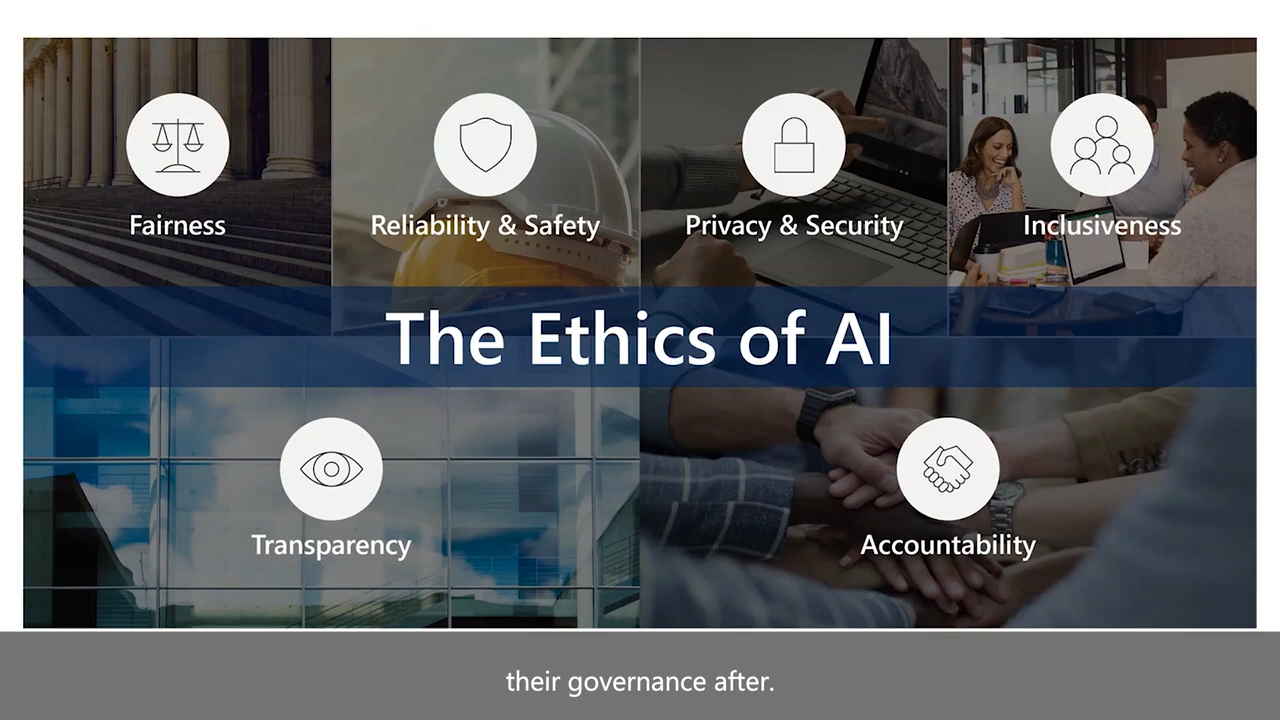 Fairness
Reliability & Safety
Privacy & Security
Inclusiveness
The Ethics of AI
Transparency
Accountability
their governance after.